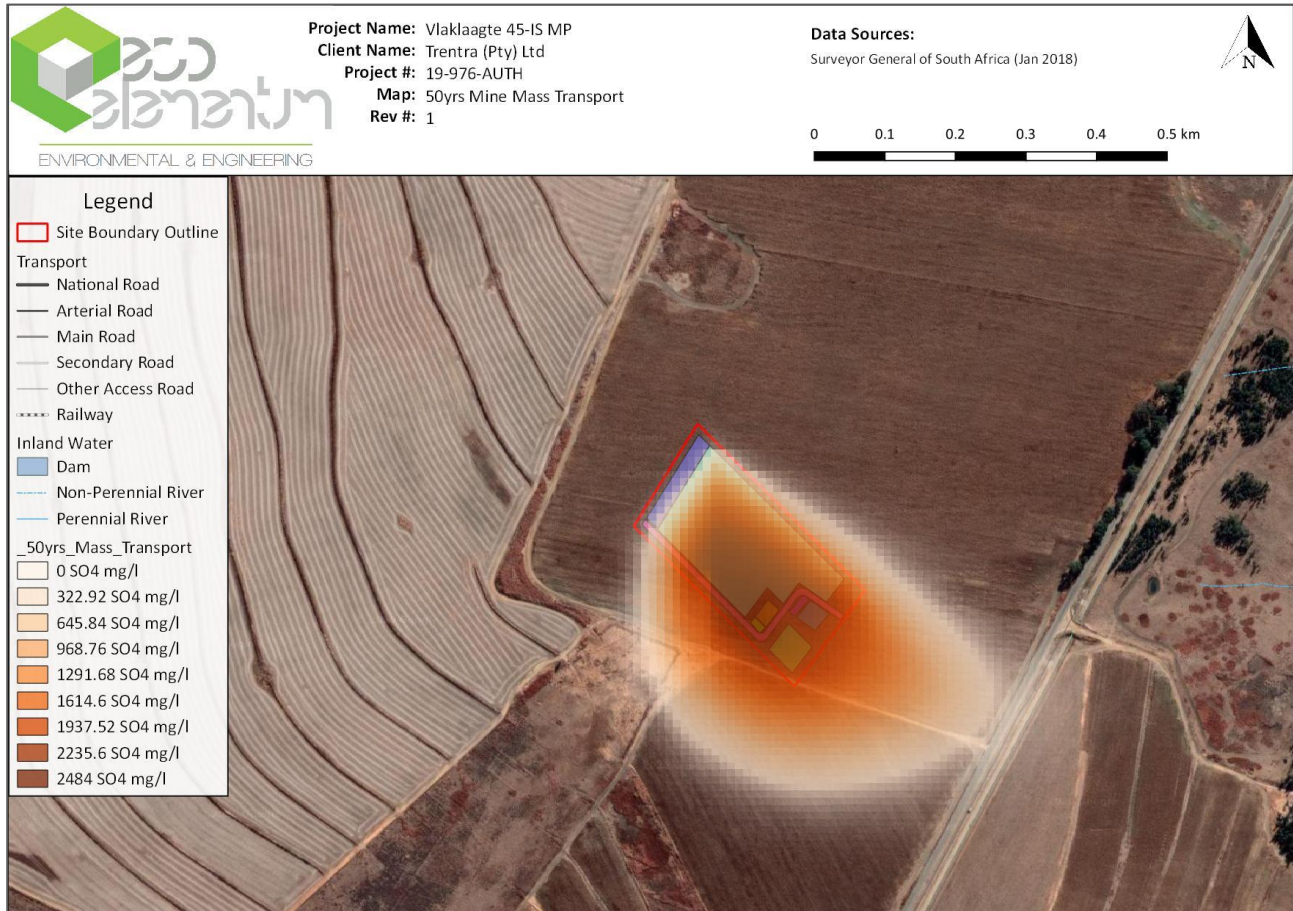 eco
elementum
ENVIRONMENTAL & ENGINEERING
Project Name: Vlaklaagte 45-IS MP
Client Name: Trentra (Pty) Ltd
Project #: 19-976-AUTH
Map: 50yrs Mine Mass Transport
Rev #: 1
Data Sources:
Surveyor General of South Africa (Jan 2018)
N
0 0.1 0.2 0.3 0.4 0.5 km
Legend
Site Boundary Outline
Transport
National Road
Arterial Road
Main Road
Secondary Road
Other Access Road
Railway
Inland Water
Dam
Non-Perennial River
Perennial River
_50yrs_Mass_Transport
0 SO4 mg/l
322.92 SO4 mg/l
645.84 SO4 mg/l
968.76 SO4 mg/l
1291.68 SO4 mg/l
1614.6 SO4 mg/l
1937.52 SO4 mg/l
2235.6 SO4 mg/l
2484 SO4 mg/l